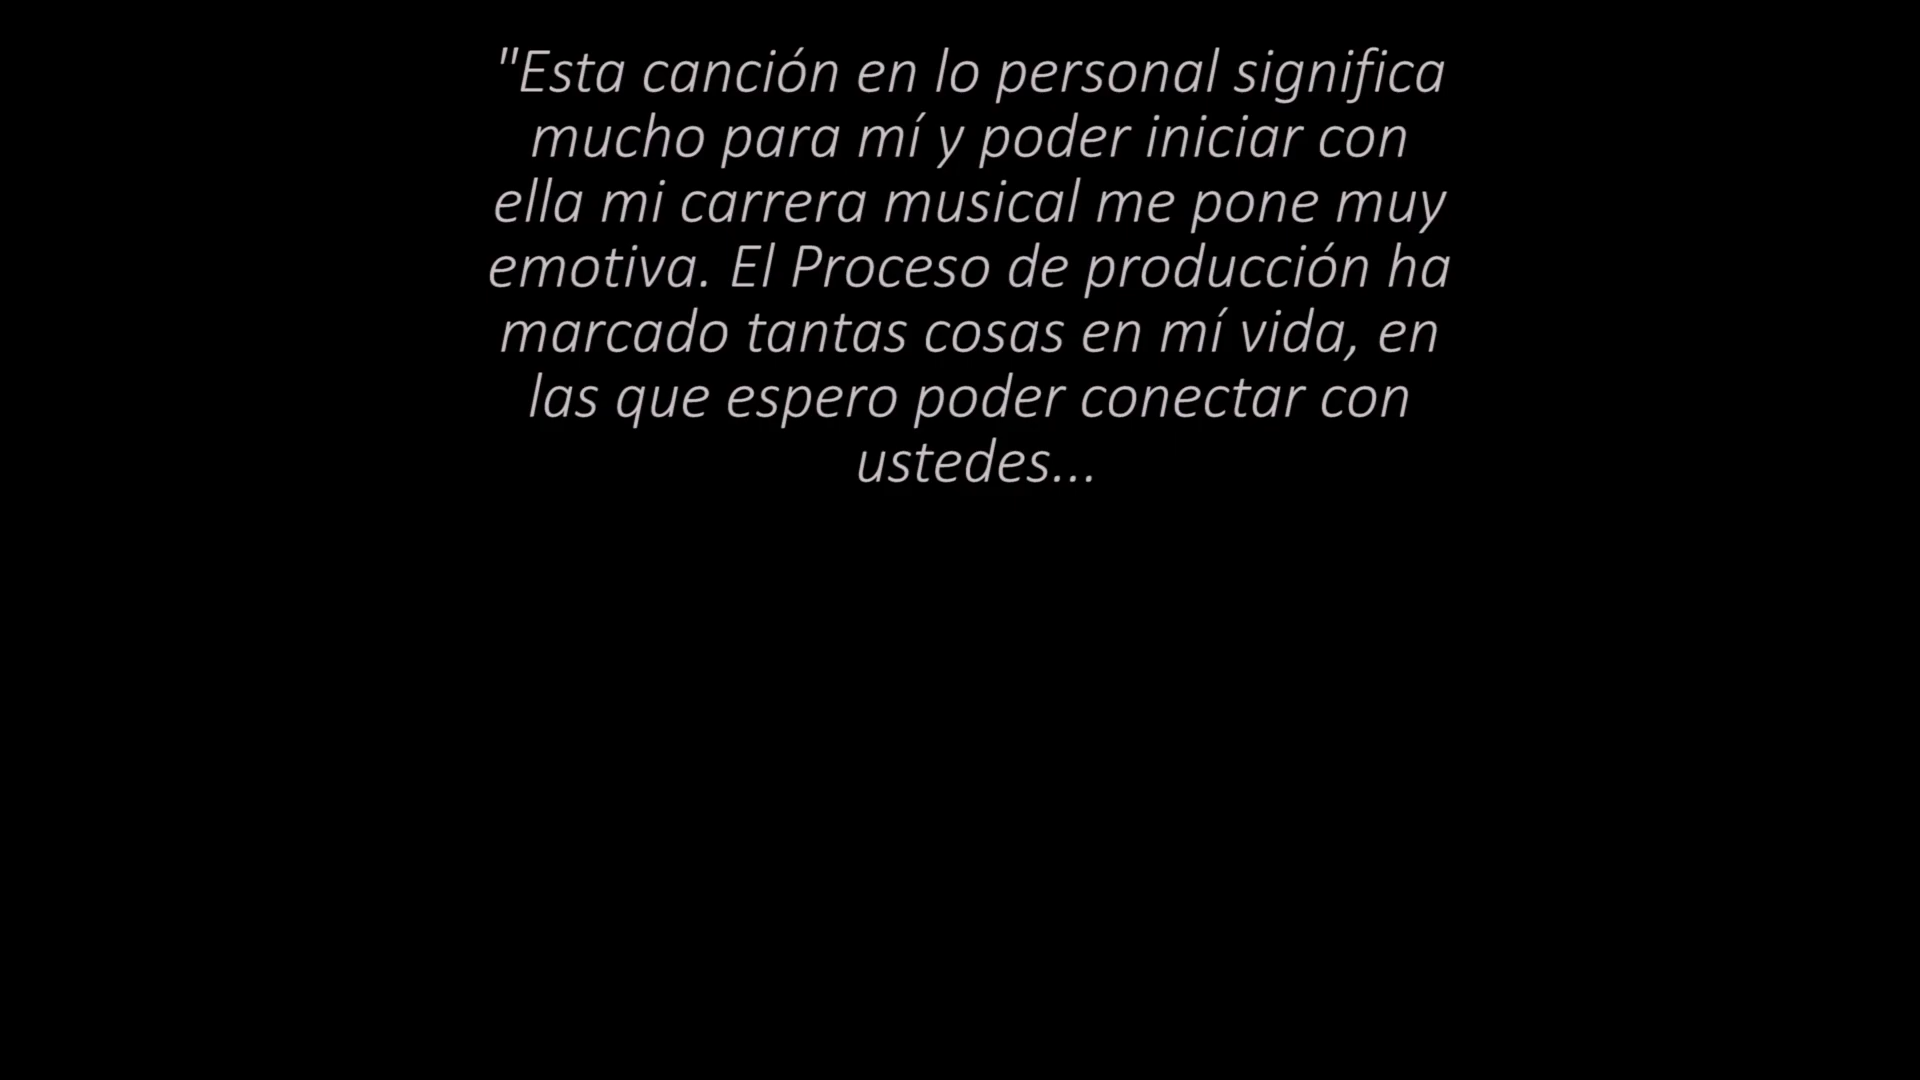 "Esta canción en lo personal significa
mucho para mí y poder iniciar con
ella mi carrera musical me pone muy
emotiva. El Proceso de producción ha
marcado tantas cosas en mí vida, en
las que espero poder conectar con
ustedes...